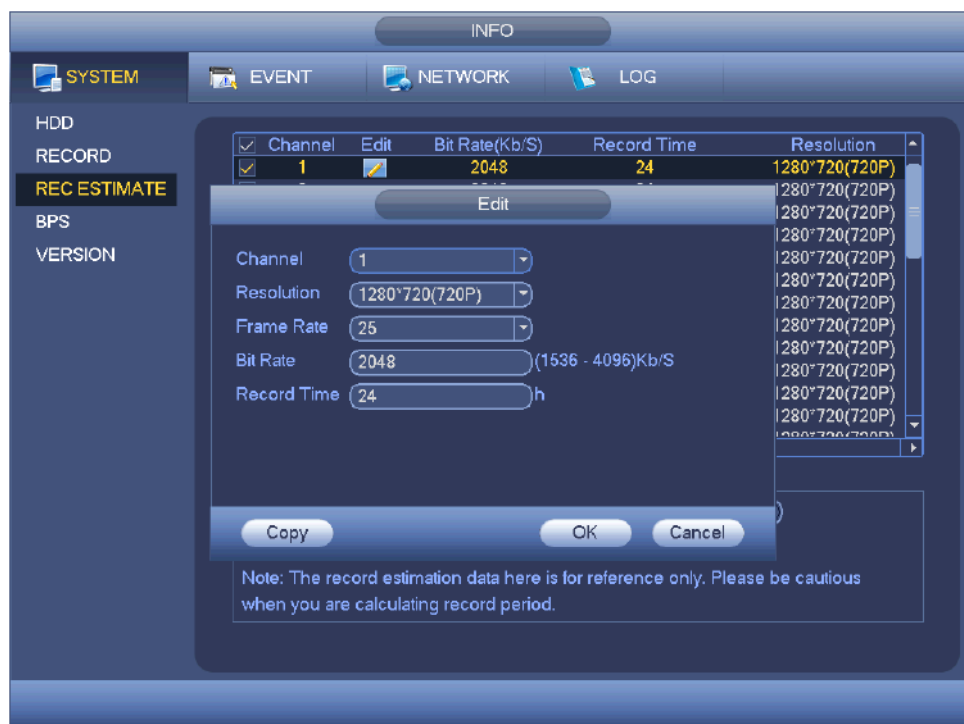 INFO
SYSTEM EVENT NETWORK LOG
HDD
RECORD
REC ESTIMATE
BPS
VERSION
Channel Edit Bit Rate(Kb/S) Record Time Resolution
1 2048 24 1280*720(720P)
1280*720(720P)
1280*720(720P)
1280*720(720P)
1280*720(720P)
1280*720(720P)
1280*720(720P)
1280*720(720P)
1280*720(720P)
1280*720(720P)
1280*720(720P)
1280*720(720P)
1280*720(720P)
Edit
Channel 1
Resolution 1280*720(720P)
Frame Rate 25
Bit Rate 2048 (1536 - 4096)Kb/S
Record Time 24 h
Copy OK Cancel
Note: The record estimation data here is for reference only. Please be cautious
when you are calculating record period.